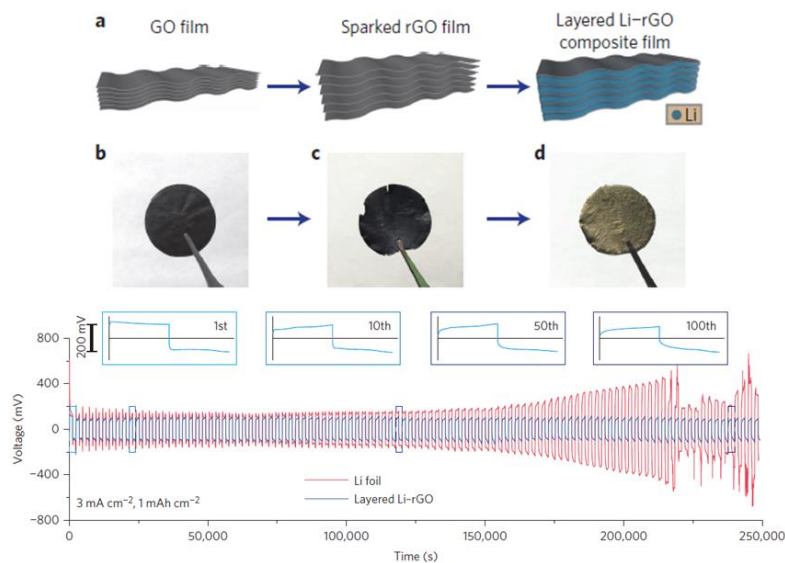 a
GO film
Sparked rGO film
Layered Li–rGO
composite film
Li
b
c
d
1st
10th
50th
100th
200 mV
800
400
0
−400
−800
Voltage (mV)
Li foil
Layered Li-rGO
3 mA cm−2, 1 mAh cm−2
0
50,000
100,000
150,000
200,000
250,000
Time (s)